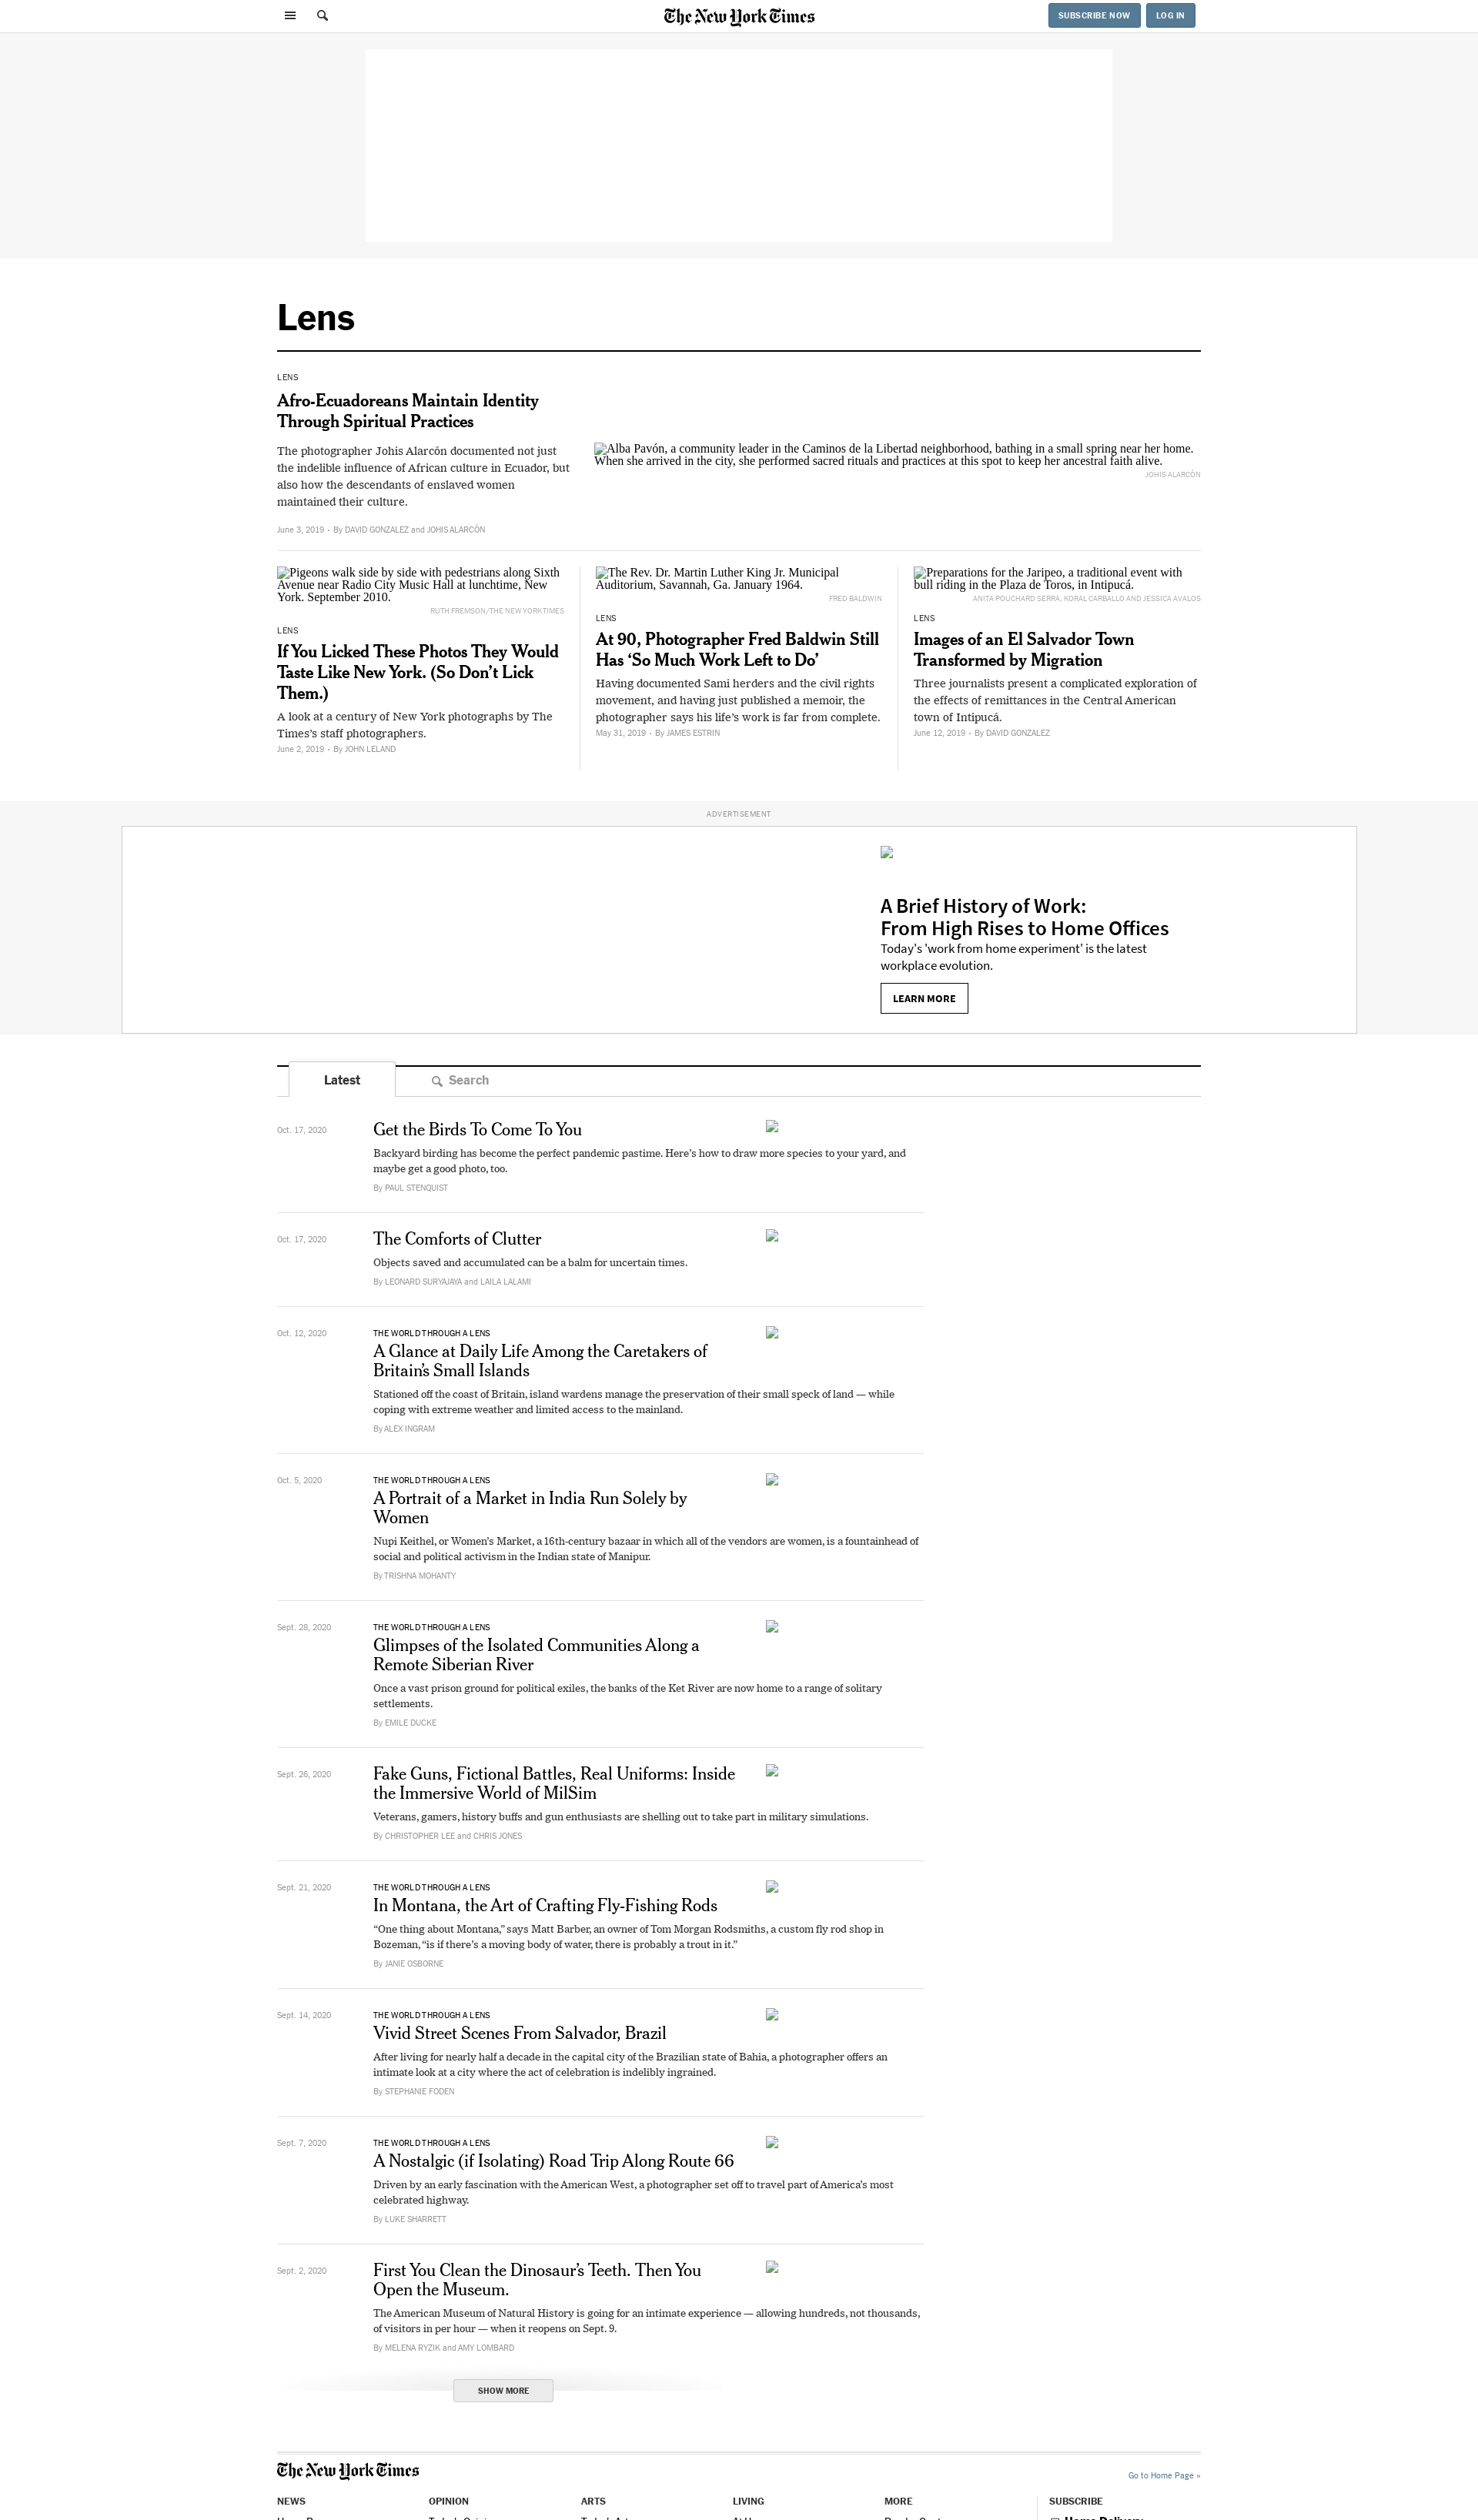 The New York Times
SUBSCRIBE NOW
LOG IN
Lens
LENS
Afro-Ecuadoreans Maintain Identity
Through Spiritual Practices
The photographer Johis Alarcón documented not just
the indelible influence of African culture in Ecuador, but
also how the descendants of enslaved women
maintained their culture.
June 3, 2019 • By DAVID GONZALEZ and JOHIS ALARCÓN
Alba Pavón, a community leader in the Caminos de la Libertad neighborhood, bathing in a small spring near her home.
When she arrived in the city, she performed sacred rituals and practices at this spot to keep her ancestral faith alive.
JOHIS ALARCÓN
Pigeons walk side by side with pedestrians along Sixth
Avenue near Radio City Music Hall at lunchtime, New
York. September 2010.
RUTH FREMSON/THE NEW YORK TIMES
LENS
If You Licked These Photos They Would
Taste Like New York. (So Don’t Lick
Them.)
A look at a century of New York photographs by The
Times’s staff photographers.
June 2, 2019 • By JOHN LELAND
The Rev. Dr. Martin Luther King Jr. Municipal
Auditorium, Savannah, Ga. January 1964.
FRED BALDWIN
LENS
At 90, Photographer Fred Baldwin Still
Has ‘So Much Work Left to Do’
Having documented Sami herders and the civil rights
movement, and having just published a memoir, the
photographer says his life’s work is far from complete.
May 31, 2019 • By JAMES ESTRIN
Preparations for the Jaripeo, a traditional event with
bull riding in the Plaza de Toros, in Intipucá.
ANITA POUCHARD SERRA, KORAL CARBALLO AND JESSICA AVALOS
LENS
Images of an El Salvador Town
Transformed by Migration
Three journalists present a complicated exploration of
the effects of remittances in the Central American
town of Intipucá.
June 12, 2019 • By DAVID GONZALEZ
ADVERTISEMENT
A Brief History of Work:
From High Rises to Home Offices
Today's 'work from home experiment' is the latest
workplace evolution.
LEARN MORE
Latest
Search
Oct. 17, 2020
Get the Birds To Come To You
Backyard birding has become the perfect pandemic pastime. Here’s how to draw more species to your yard, and
maybe get a good photo, too.
By PAUL STENQUIST
Oct. 17, 2020
The Comforts of Clutter
Objects saved and accumulated can be a balm for uncertain times.
By LEONARD SURYAJAYA and LAILA LALAMI
Oct. 12, 2020
THE WORLD THROUGH A LENS
A Glance at Daily Life Among the Caretakers of
Britain’s Small Islands
Stationed off the coast of Britain, island wardens manage the preservation of their small speck of land — while
coping with extreme weather and limited access to the mainland.
By ALEX INGRAM
Oct. 5, 2020
THE WORLD THROUGH A LENS
A Portrait of a Market in India Run Solely by
Women
Nupi Keithel, or Women’s Market, a 16th-century bazaar in which all of the vendors are women, is a fountainhead of
social and political activism in the Indian state of Manipur.
By TRISHNA MOHANTY
Sept. 28, 2020
THE WORLD THROUGH A LENS
Glimpses of the Isolated Communities Along a
Remote Siberian River
Once a vast prison ground for political exiles, the banks of the Ket River are now home to a range of solitary
settlements.
By EMILE DUCKE
Sept. 26, 2020
Fake Guns, Fictional Battles, Real Uniforms: Inside
the Immersive World of MilSim
Veterans, gamers, history buffs and gun enthusiasts are shelling out to take part in military simulations.
By CHRISTOPHER LEE and CHRIS JONES
Sept. 21, 2020
THE WORLD THROUGH A LENS
In Montana, the Art of Crafting Fly-Fishing Rods
“One thing about Montana,” says Matt Barber, an owner of Tom Morgan Rodsmiths, a custom fly rod shop in
Bozeman, “is if there’s a moving body of water, there is probably a trout in it.”
By JANIE OSBORNE
Sept. 14, 2020
THE WORLD THROUGH A LENS
Vivid Street Scenes From Salvador, Brazil
After living for nearly half a decade in the capital city of the Brazilian state of Bahia, a photographer offers an
intimate look at a city where the act of celebration is indelibly ingrained.
By STEPHANIE FODEN
Sept. 7, 2020
THE WORLD THROUGH A LENS
A Nostalgic (if Isolating) Road Trip Along Route 66
Driven by an early fascination with the American West, a photographer set off to travel part of America’s most
celebrated highway.
By LUKE SHARRETT
Sept. 2, 2020
First You Clean the Dinosaur’s Teeth. Then You
Open the Museum.
The American Museum of Natural History is going for an intimate experience — allowing hundreds, not thousands,
of visitors in per hour — when it reopens on Sept. 9.
By MELENA RYZIK and AMY LOMBARD
SHOW MORE
The New York Times
Go to Home Page »
NEWS
OPINION
ARTS
LIVING
MORE
SUBSCRIBE